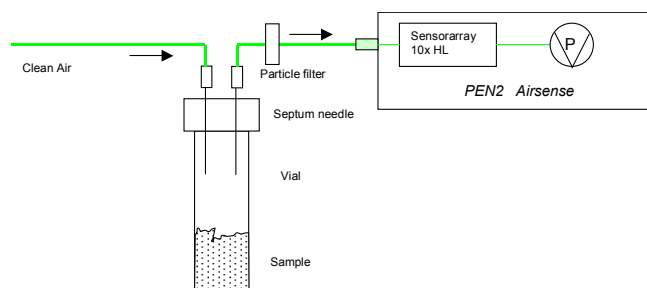 Clean Air
Particle filter
Sensorarray
10x HL
P
PEN2 Airsense
Septum needle
Vial
Sample